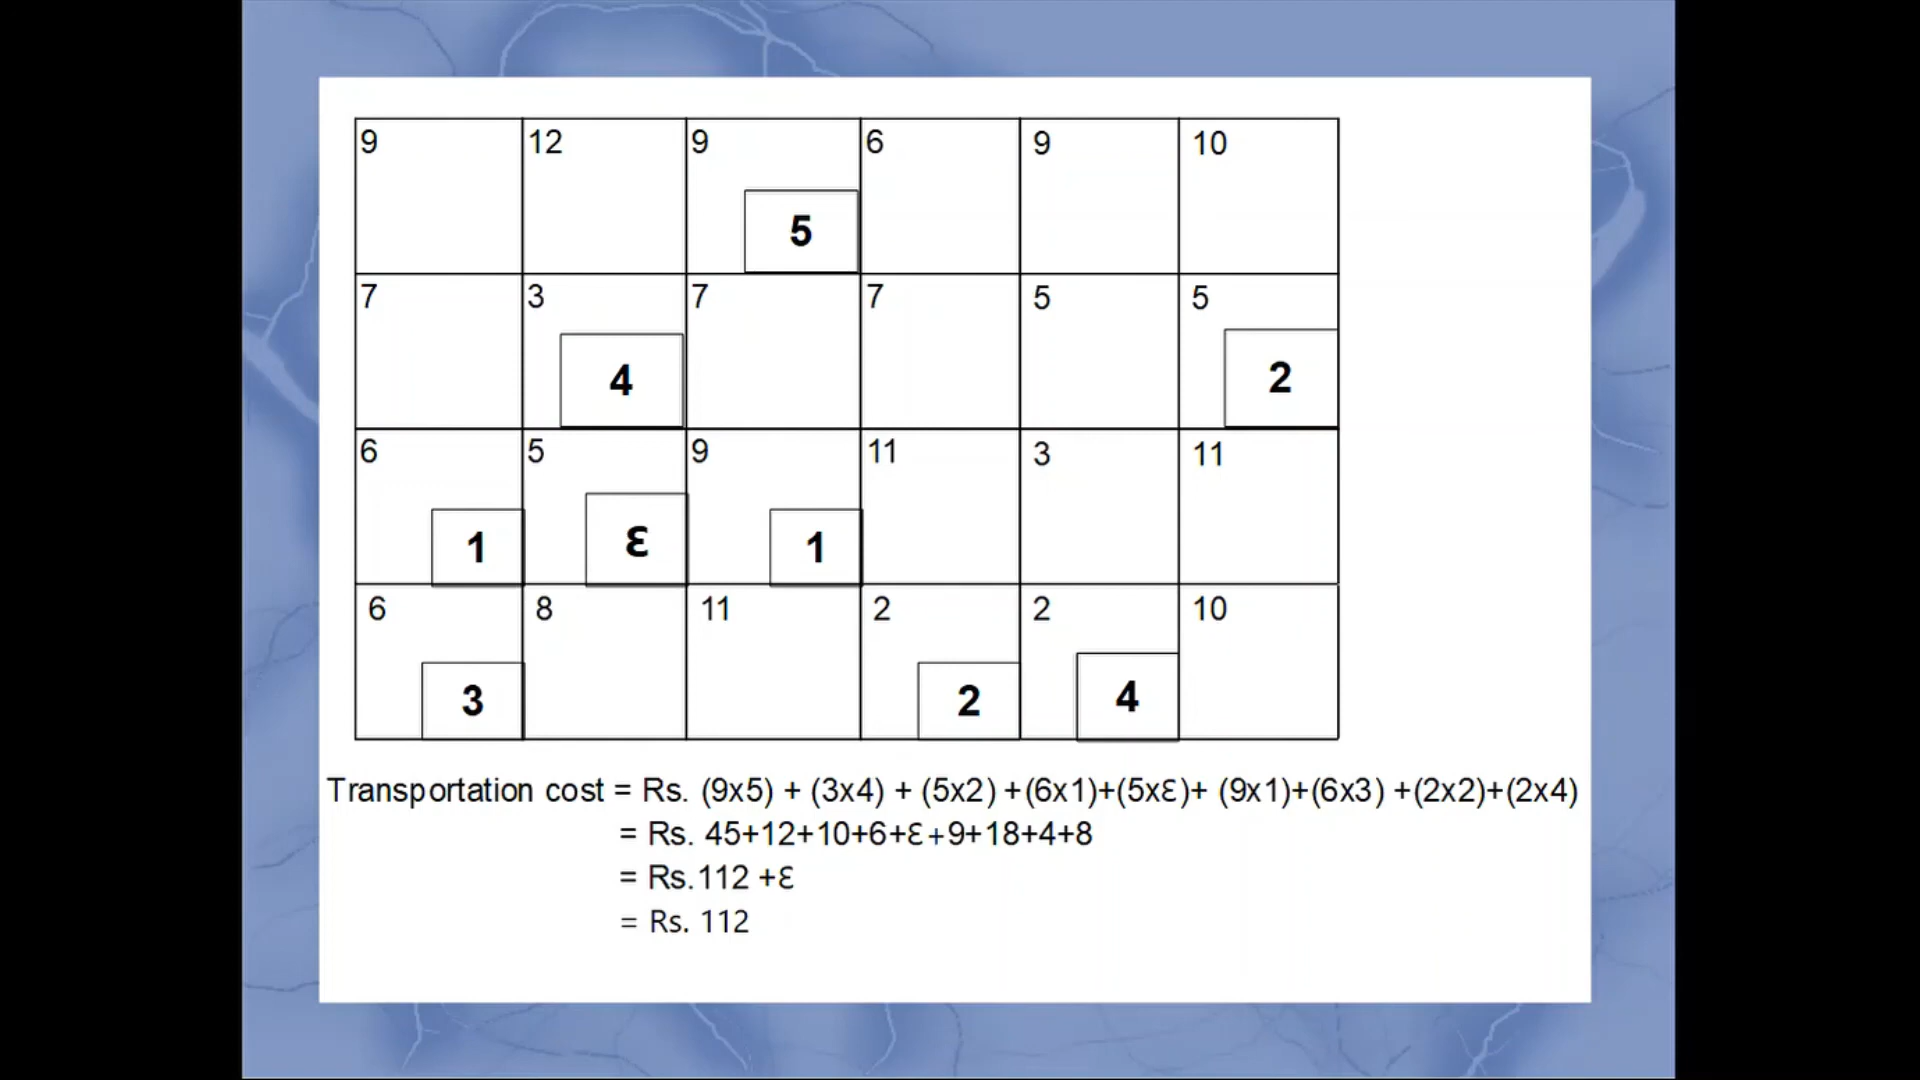 9 12 9 6 9 10
5
7 3 7 7 5 5
4 2
6 5 9 11 3 11
1 ε 1
6 8 11 2 2 10
3 2 4
Transportation cost = Rs. (9x5) + (3x4) + (5x2) +(6x1)+(5xε)+ (9x1)+(6x3) +(2x2)+(2x4)
= Rs. 45+12+10+6+ε+9+18+4+8
= Rs.112 +ε
= Rs. 112